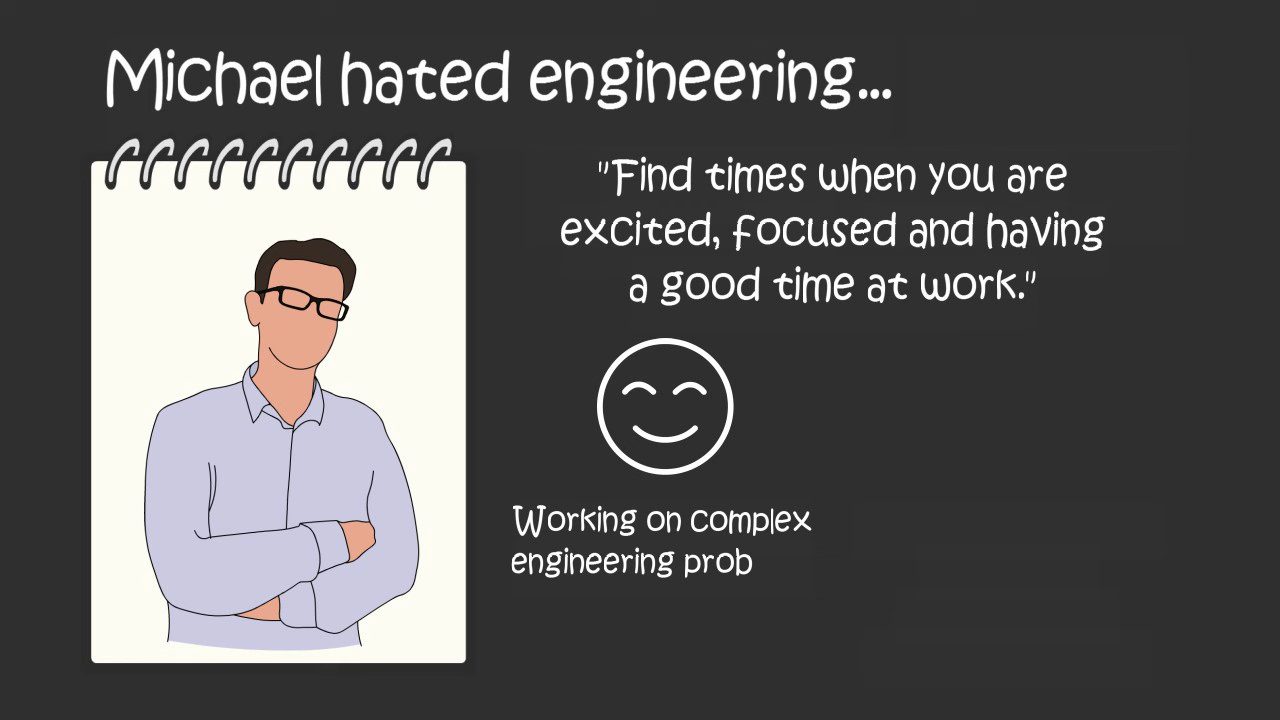 Michael hated engineering...
"Find times when you are
excited, focused and having
a good time at work."
Working on complex
engineering prob